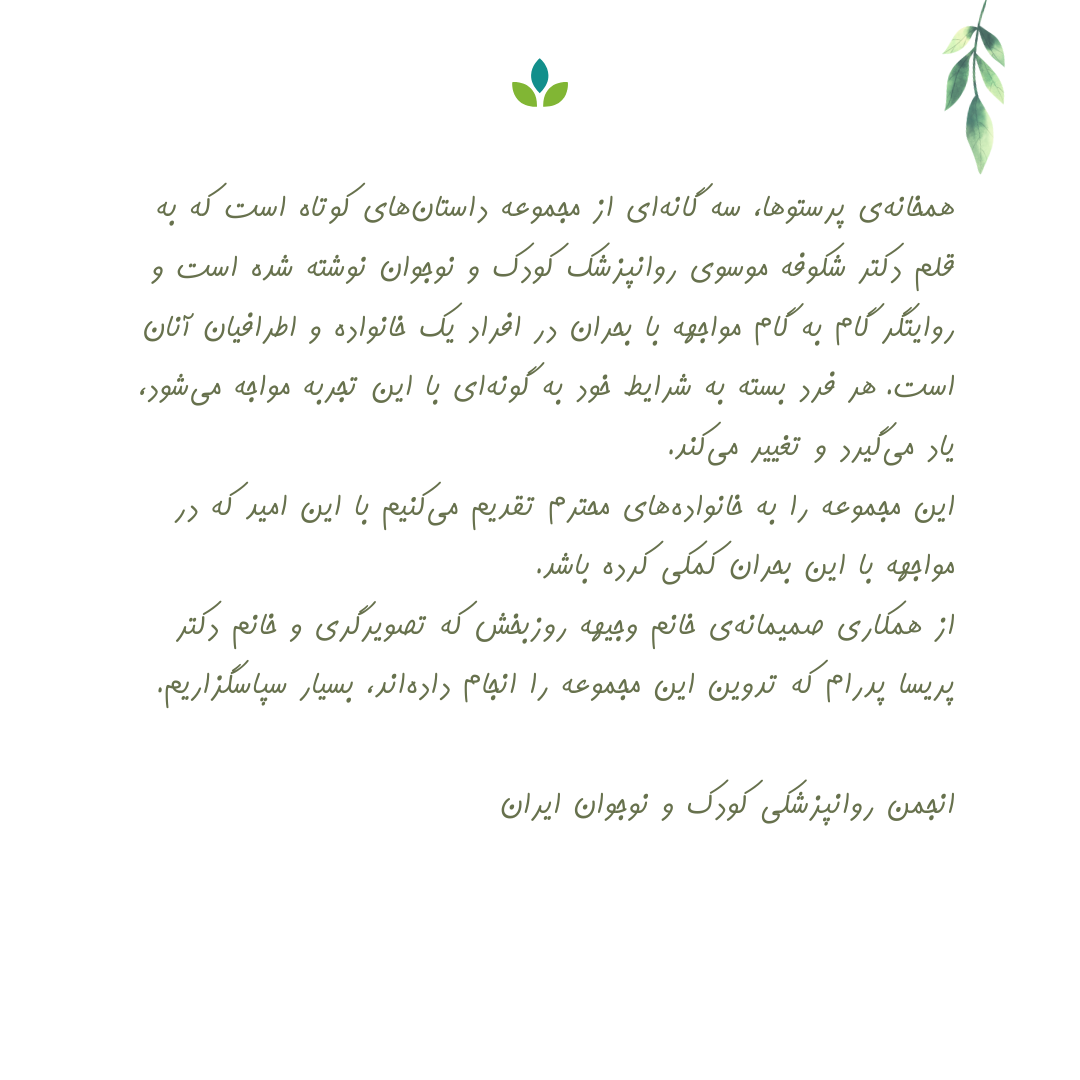 همخانه‌ی پرستوها، سه گانه‌ای از مجموعه داستان‌های کوتاه است که به
قلم دکتر شکوفه موسوی روانپزشک کودک و نوجوان نوشته شده است و
روایتگر گام به گام مواجهه با بحران در افراد یک خانواده و اطرافیان آنان
است. هر فرد بسته به شرایط خود به گونه‌ای با این تجربه مواجه می‌شود،
یاد می‌گیرد و تغییر می‌کند.
این مجموعه را به خانواده‌های محترم تقدیم می‌کنیم با این امید که در
مواجهه با این بحران کمکی کرده باشد.
از همکاری صمیمانه‌ی خانم وجیهه روزبخش که تصویرگری و خانم دکتر
پریسا پدرام که تدوین این مجموعه را انجام داده‌اند، بسیار سپاسگزاریم.
انجمن روانپزشکی کودک و نوجوان ایران